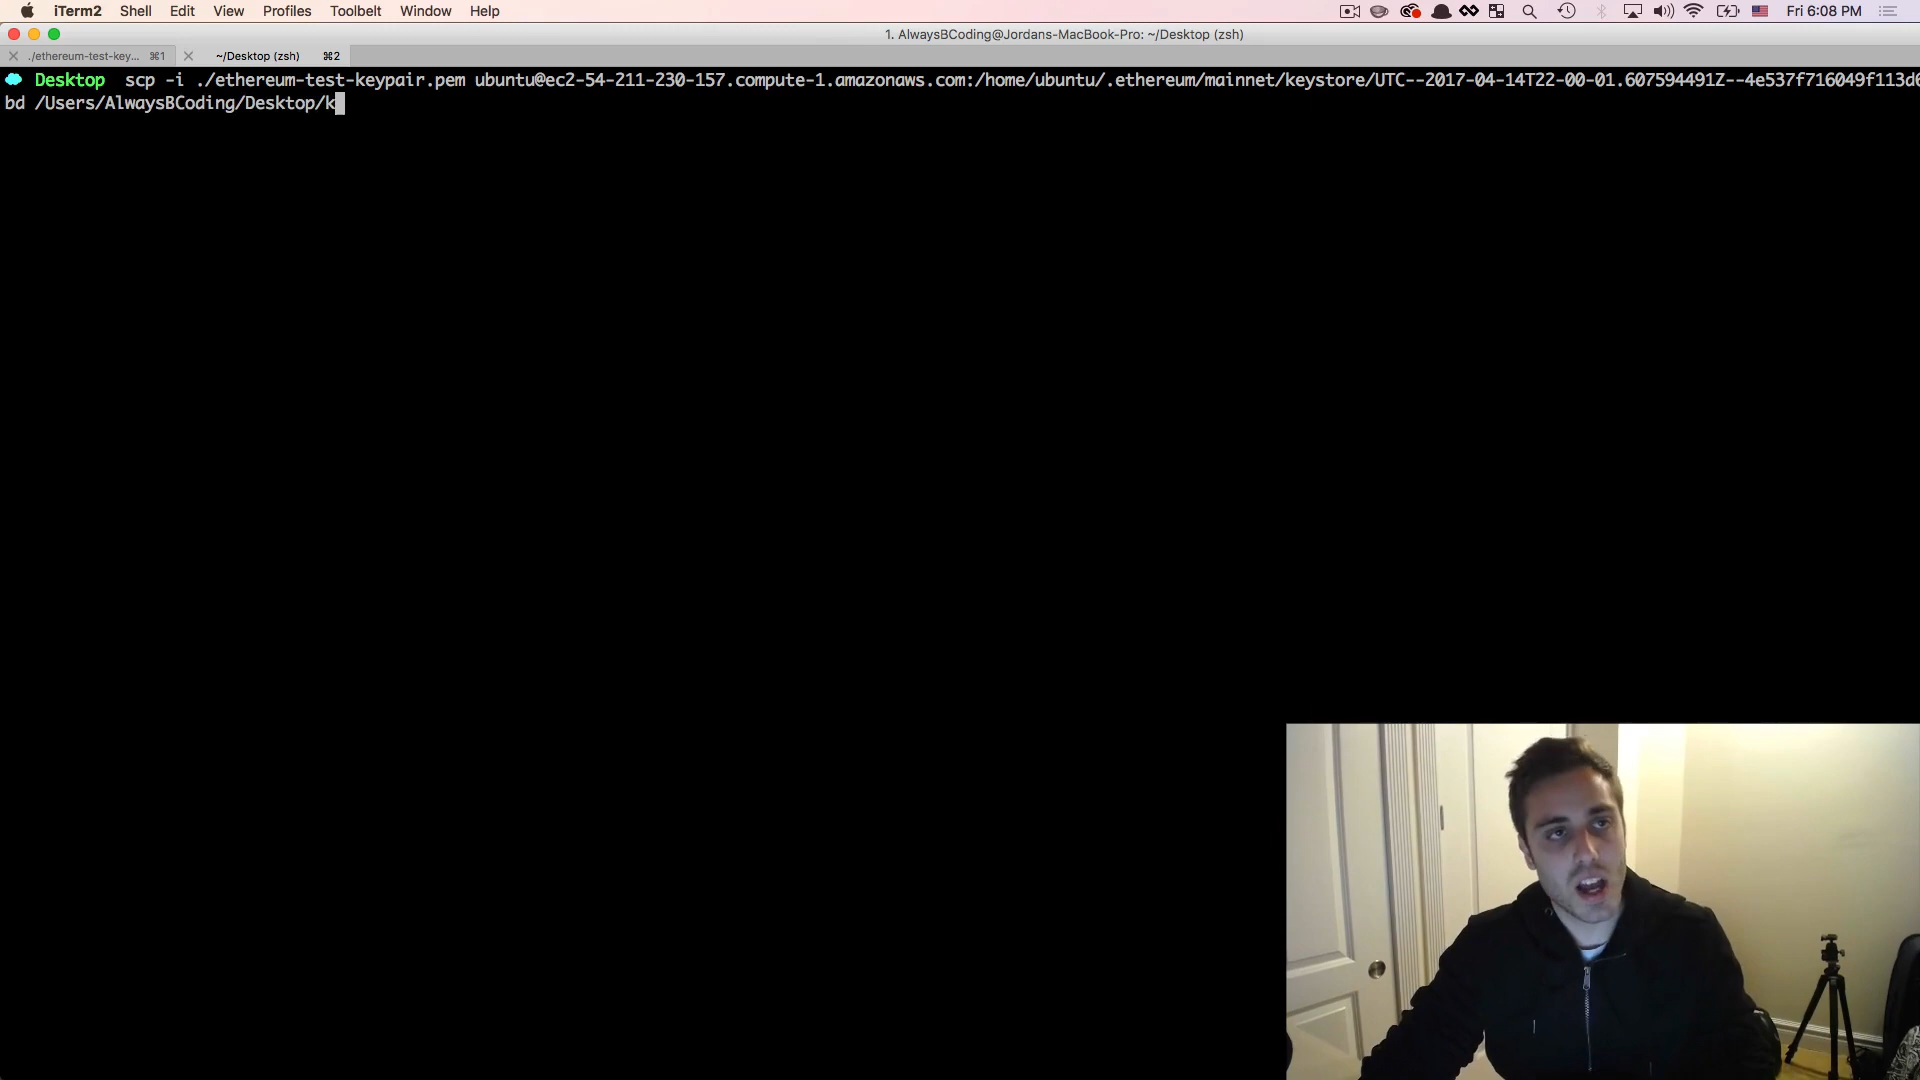 iTerm2 Shell Edit View Profiles Toolbelt Window Help Fri 6:08 PM
1. AlwaysBCoding@Jordans-MacBook-Pro: ~/Desktop (zsh)
./ethereum-test-key... ⌘1 ~/Desktop (zsh) ⌘2
Desktop scp -i ./ethereum-test-keypair.pem ubuntu@ec2-54-211-230-157.compute-1.amazonaws.com:/home/ubuntu/.ethereum/mainnet/keystore/UTC--2017-04-14T22-00-01.607594491Z--4e537f716049f113d6
bd /Users/AlwaysBCoding/Desktop/k